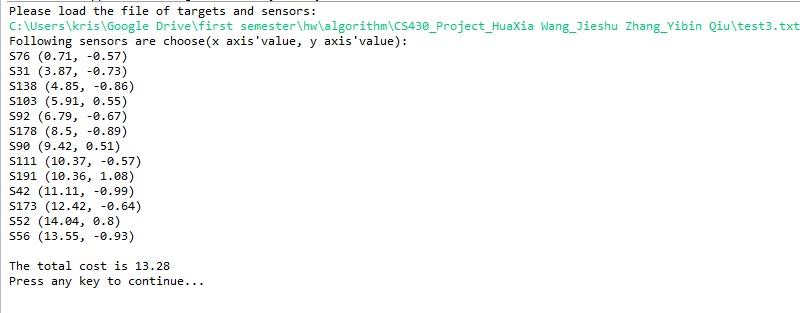 Please load the file of targets and sensors:
C:\Users\kris\Google Drive\first semester\hw\algorithm\CS430_Project_HuaXia Wang_Jieshu Zhang_Yibin Qiu\test3.txt
Following sensors are choose(x axis'value, y axis'value):
S76 (0.71, -0.57)
S31 (3.87, -0.73)
S138 (4.85, -0.86)
S103 (5.91, 0.55)
S92 (6.79, -0.67)
S178 (8.5, -0.89)
S90 (9.42, 0.51)
S111 (10.37, -0.57)
S191 (10.36, 1.08)
S42 (11.11, -0.99)
S173 (12.42, -0.64)
S52 (14.04, 0.8)
S56 (13.55, -0.93)
The total cost is 13.28
Press any key to continue...